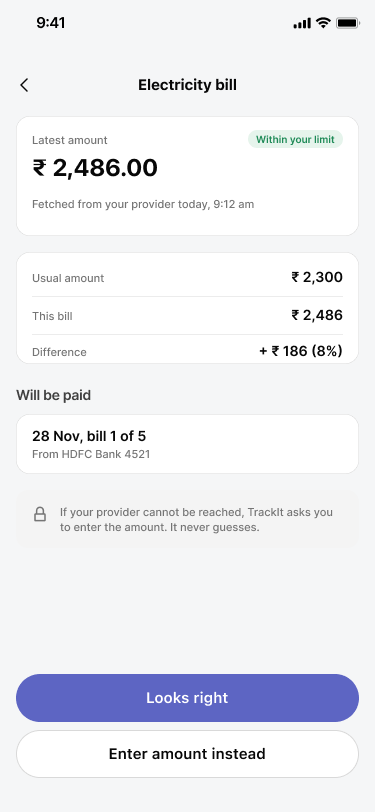 9:41
Electricity bill
Latest amount
Within your limit
₹ 2,486.00
Fetched from your provider today, 9:12 am
Usual amount
₹ 2,300
This bill
₹ 2,486
Difference
+ ₹ 186 (8%)
Will be paid
28 Nov, bill 1 of 5
From HDFC Bank 4521
If your provider cannot be reached, TrackIt asks you
to enter the amount. It never guesses.
Looks right
Enter amount instead